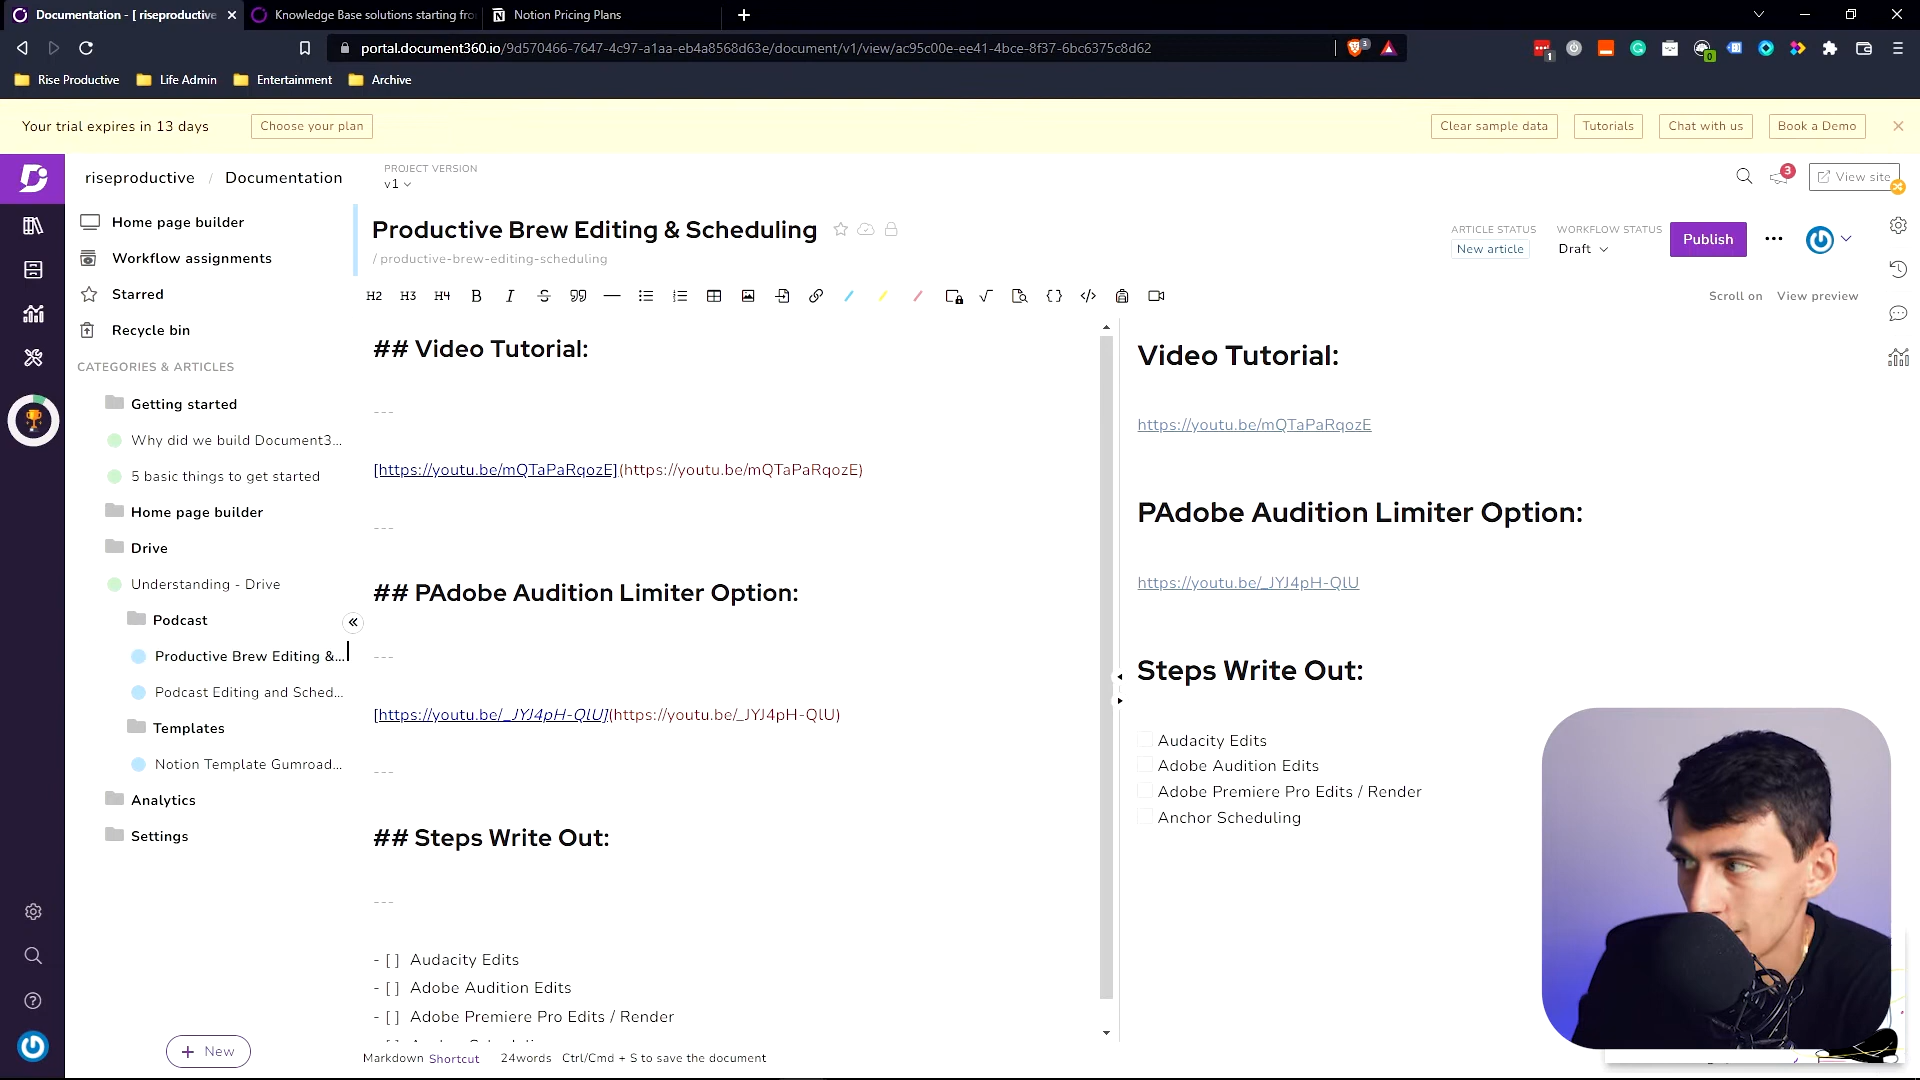 Documentation - [ riseproductive
Knowledge Base solutions starting fro
Notion Pricing Plans
portal.document360.io/9d570466-7647-4c97-a1aa-eb4a8568d63e/document/v1/view/ac95c00e-ee41-4bce-8f37-6bc6375c8d62
3
1
0
Rise Productive
Life Admin
Entertainment
Archive
Your trial expires in 13 days
Choose your plan
Clear sample data
Tutorials
Chat with us
Book a Demo
riseproductive / Documentation
PROJECT VERSION
v1
3
View site
Home page builder
Workflow assignments
Starred
Recycle bin
CATEGORIES & ARTICLES
Getting started
Why did we build Document3...
5 basic things to get started
Home page builder
Drive
Understanding - Drive
Podcast
Productive Brew Editing &...
Podcast Editing and Sched...
Templates
Notion Template Gumroad...
Analytics
Settings
New
Productive Brew Editing & Scheduling
/ productive-brew-editing-scheduling
ARTICLE STATUS
New article
WORKFLOW STATUS
Draft
Publish
H2 H3 H4 B I S
Scroll on
View preview
## Video Tutorial:
---
[https://youtu.be/mQTaPaRqozE](https://youtu.be/mQTaPaRqozE)
---
## PAdobe Audition Limiter Option:
---
[https://youtu.be/_JYJ4pH-QlU](https://youtu.be/_JYJ4pH-QlU)
---
## Steps Write Out:
---
- [ ] Audacity Edits
- [ ] Adobe Audition Edits
- [ ] Adobe Premiere Pro Edits / Render
Markdown Shortcut
24words
Ctrl/Cmd + S to save the document
Video Tutorial:
https://youtu.be/mQTaPaRqozE
PAdobe Audition Limiter Option:
https://youtu.be/_JYJ4pH-QlU
Steps Write Out:
Audacity Edits
Adobe Audition Edits
Adobe Premiere Pro Edits / Render
Anchor Scheduling